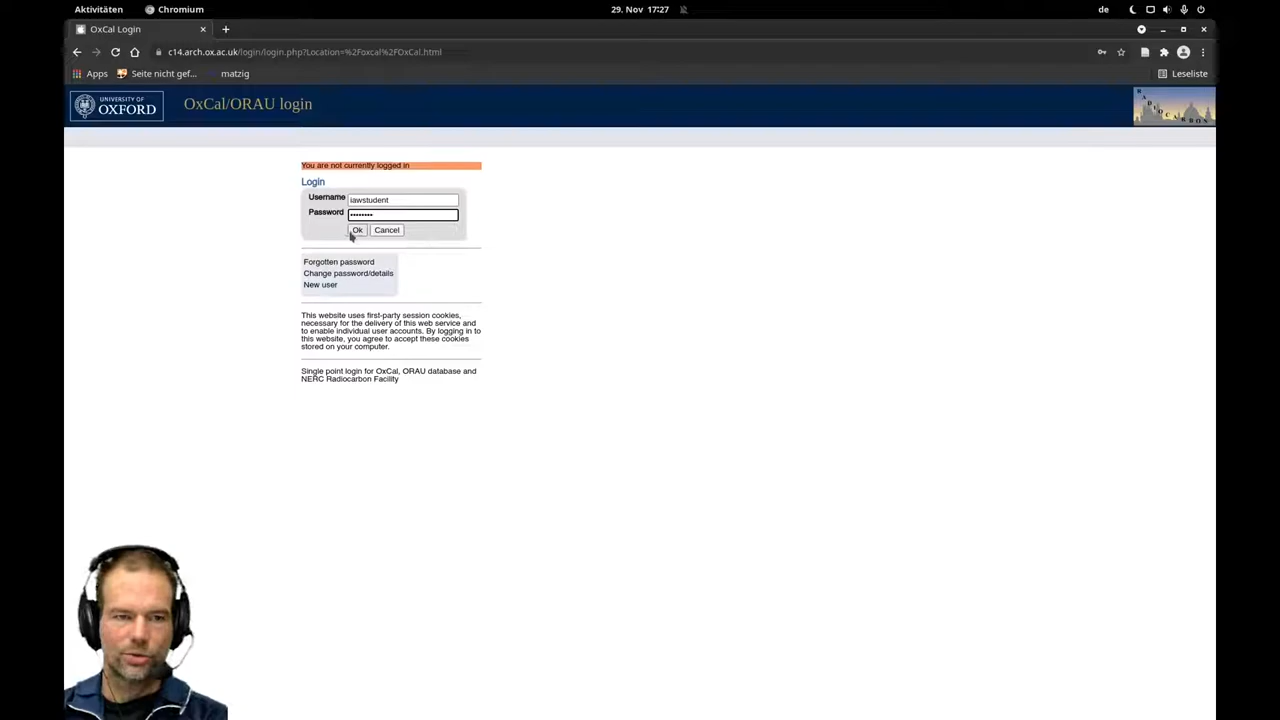 Aktivitäten
Chromium
29. Nov 17:27
de
OxCal Login
c14.arch.ox.ac.uk/login/login.php?Location=%2Foxcal%2FOxCal.html
Apps
Seite nicht gef...
matzig
Leseliste
UNIVERSITY OF
OXFORD
OxCal/ORAU login
RADIOCARBON
You are not currently logged in
Login
Username iawstudent
Password ••••••••
Ok Cancel
Forgotten password
Change password/details
New user
This website uses first-party session cookies,
necessary for the delivery of this web service and
to enable individual user accounts. By logging in to
this website, you agree to accept these cookies
stored on your computer.
Single point login for OxCal, ORAU database and
NERC Radiocarbon Facility